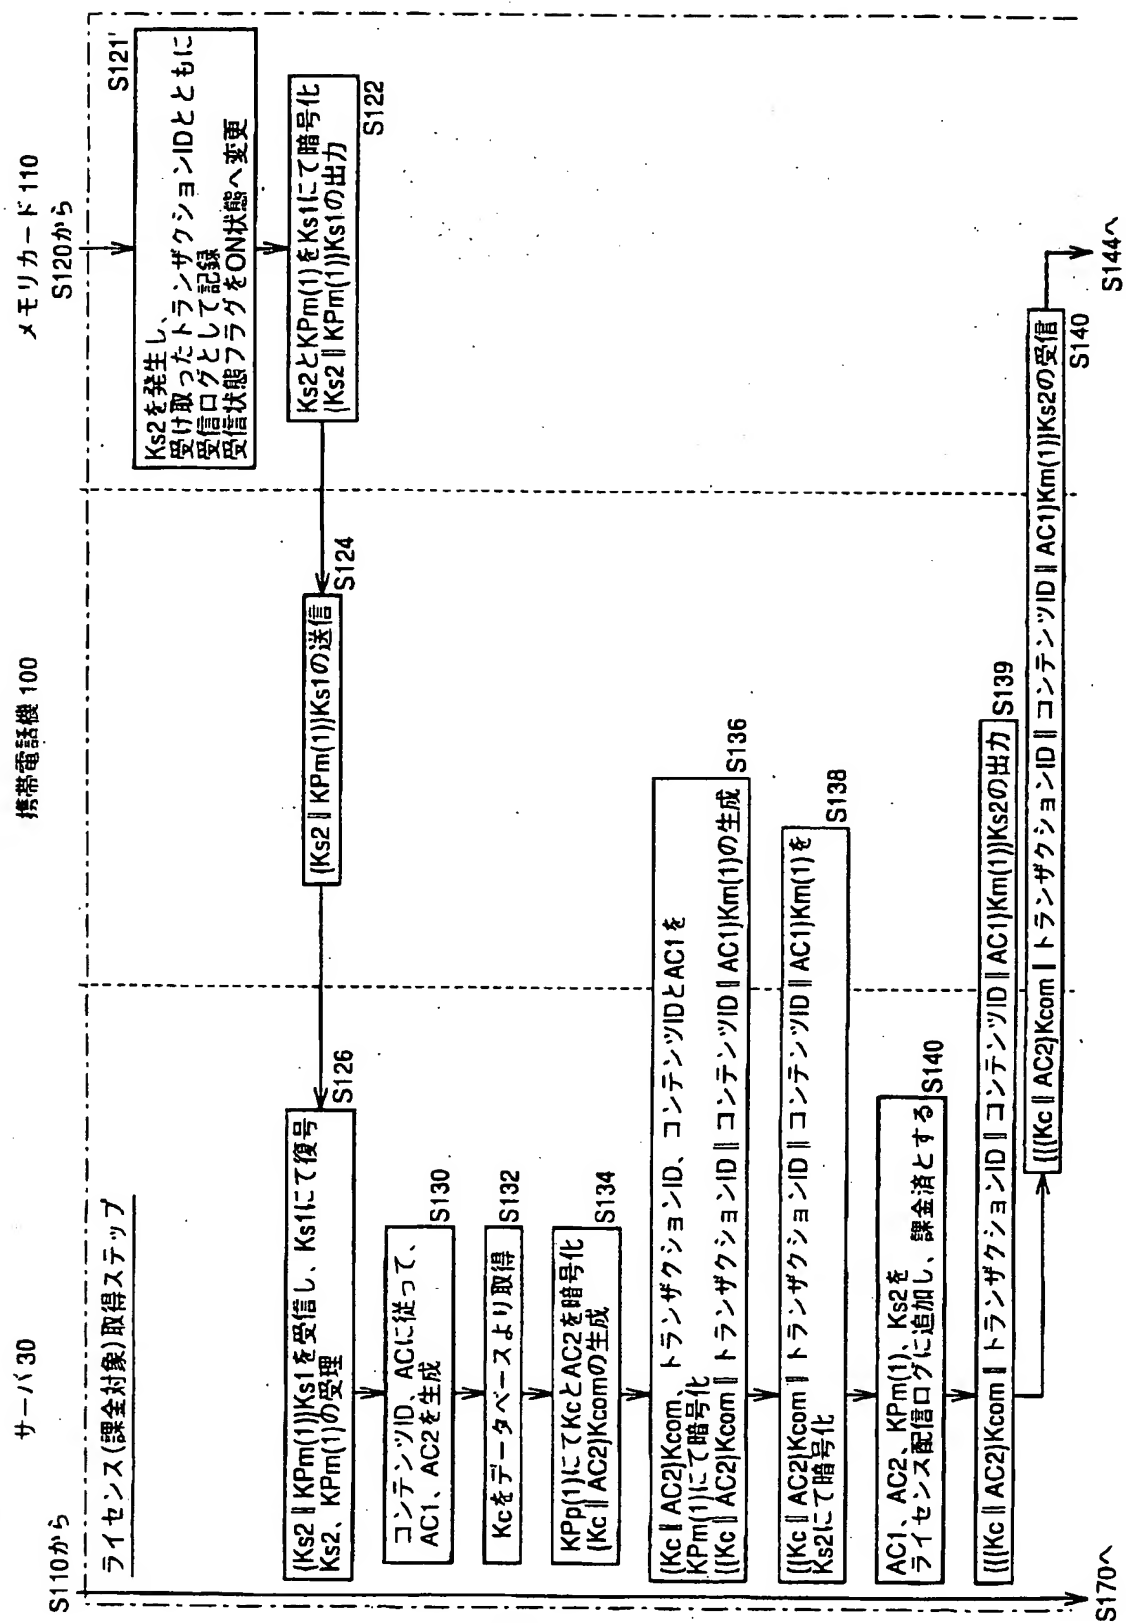 サーバ 30
携帯電話機 100
メモリカード 110
S110から
S120から
ライセンス(課金対象)取得ステップ
S121'
Ks2を発生し、
受け取ったトランザクションIDとともに
受信ログとして記録
受信状態フラグをON状態へ変更
Ks2とKPm(1)をKs1にて暗号化
{Ks2 ∥ KPm(1)}Ks1の出力
S122
{Ks2 ∥ KPm(1)}Ks1の送信
S124
{Ks2 ∥ KPm(1)}Ks1を受信し、Ks1にて復号
Ks2、KPm(1)の受理
S126
コンテンツID、ACに従って、
AC1、AC2を生成
S130
Kcをデータベースより取得
S132
KPp(1)にてKcとAC2を暗号化
{Kc ∥ AC2}Kcomの生成
S134
{Kc ∥ AC2}Kcom、トランザクションID、コンテンツIDとAC1を
KPm(1)にて暗号化
{{Kc ∥ AC2}Kcom ∥ トランザクションID ∥ コンテンツID ∥ AC1}Km(1)の生成
S136
{{Kc ∥ AC2}Kcom ∥ トランザクションID ∥ コンテンツID ∥ AC1}Km(1)を
Ks2にて暗号化
S138
AC1、AC2、KPm(1)、Ks2を
ライセンス配信ログに追加し、課金済とする
S140
{{{Kc ∥ AC2}Kcom ∥ トランザクションID ∥ コンテンツID ∥ AC1}Km(1)}Ks2の出力
S139
{{{Kc ∥ AC2}Kcom ∥ トランザクションID ∥ コンテンツID ∥ AC1}Km(1)}Ks2の受信
S140
S170へ
S144へ